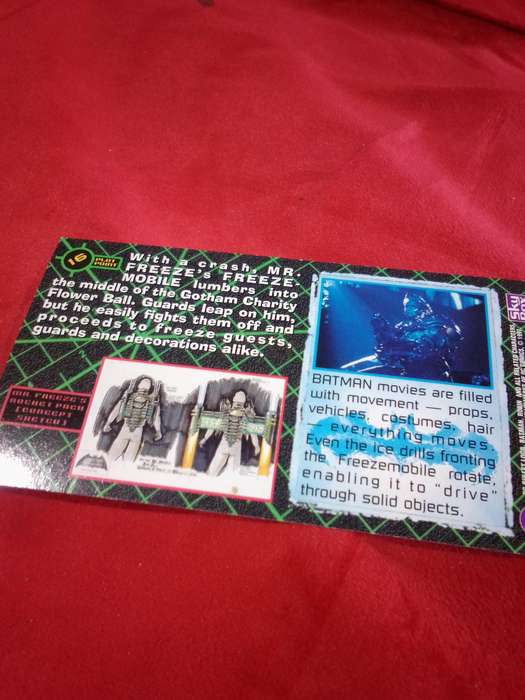 16
PLOT
POINT
With a crash, MR.
FREEZE's FREEZE-
MOBILE lumbers into
the middle of the Gotham Charity
Flower Ball. Guards leap on him,
but he easily fights them off and
proceeds to freeze guests,
guards and decorations alike.
MR. FREEZE'S
ROCKET PACK
(CONCEPT
SKETCH)
BATMAN movies are filled
with movement — props,
vehicles, costumes, hair
everything moves.
Even the ice drills fronting
the Freezemobile rotate,
enabling it to "drive"
through solid objects.